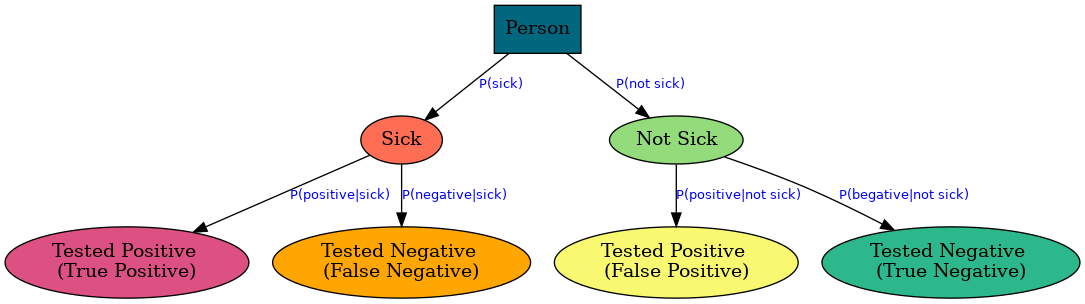 Person
P(sick)
P(not sick)
Sick
Not Sick
P(positive|sick)
P(negative|sick)
P(positive|not sick)
P(begative|not sick)
Tested Positive
(True Positive)
Tested Negative
(False Negative)
Tested Positive
(False Positive)
Tested Negative
(True Negative)